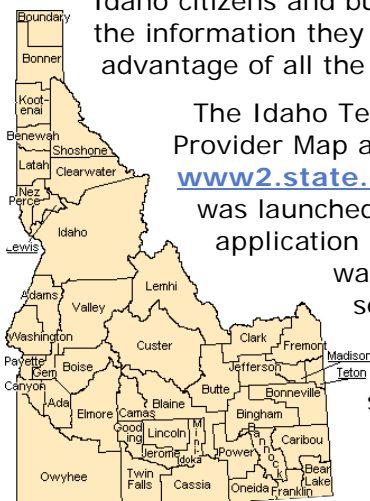 Idaho citizens and bu
the information they
advantage of all the
The Idaho Te
Provider Map a
www2.state.
was launched
application
wa
s
Boundary
Bonner
Koot-
enai
Benewah
Shoshone
Latah
Clearwater
Nez
Perce
Lewis
Idaho
Lemhi
Adams
Valley
Custer
Clark
Fremont
Washington
Jefferson
Madison
Teton
Payette
Gem
Boise
Butte
Bonneville
Canyon
Ada
Elmore
Camas
Blaine
Bingham
Good
ing
Lincoln
Jerome
Mini
doka
Power
Bannock
Caribou
Owyhee
Twin
Falls
Cassia
Oneida
Franklin
Bear
Lake